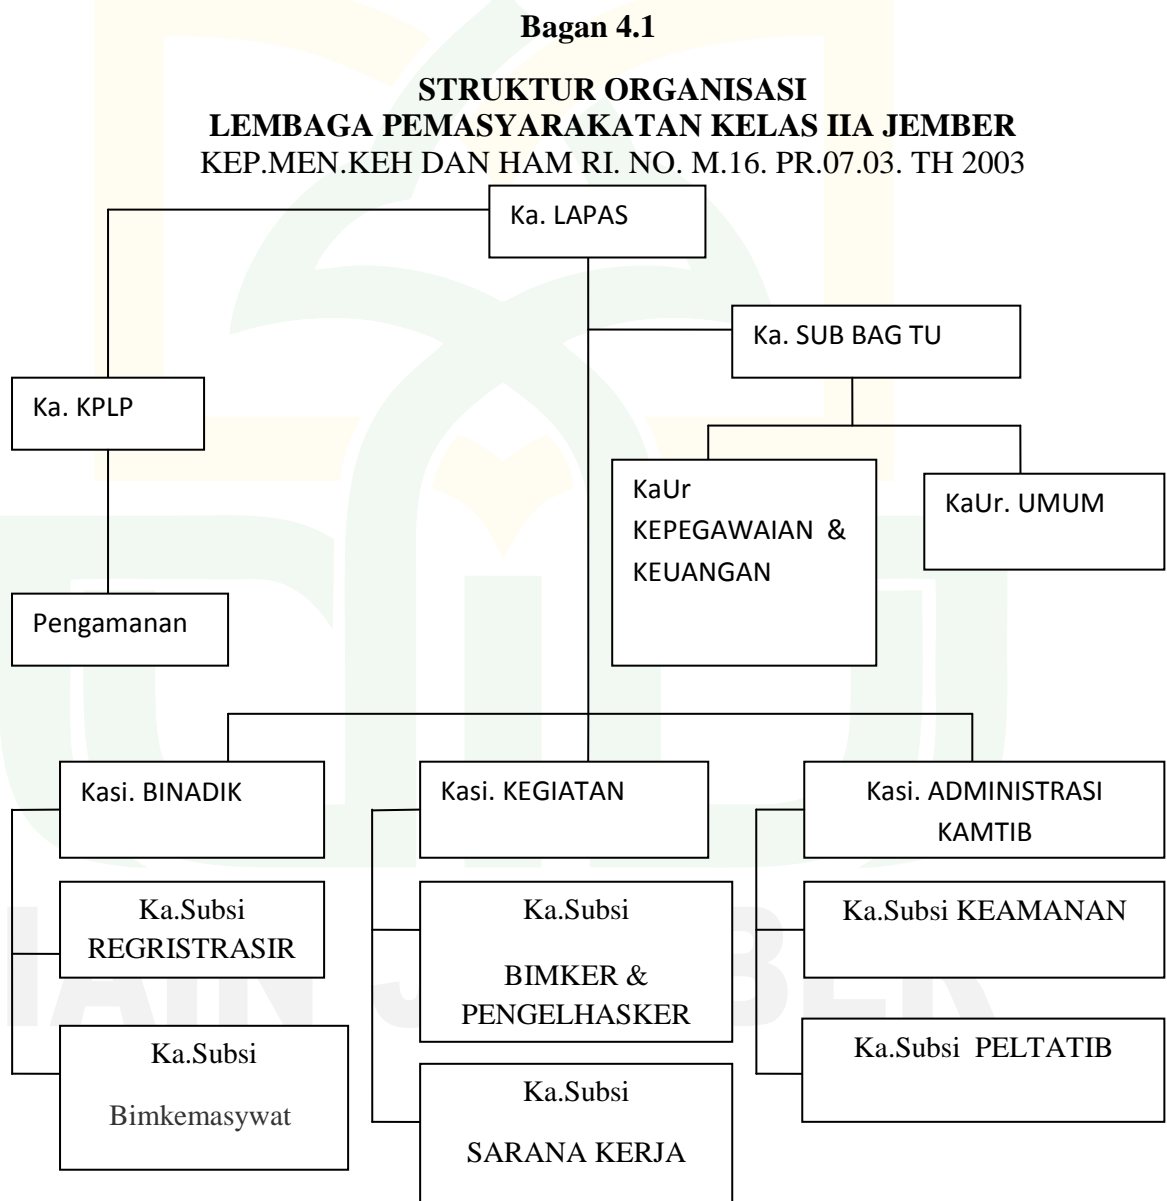 Bagan 4.1
STRUKTUR ORGANISASI
LEMBAGA PEMASYARAKATAN KELAS IIA JEMBER
KEP.MEN.KEH DAN HAM RI. NO. M.16. PR.07.03. TH 2003
Ka. LAPAS
Ka. SUB BAG TU
Ka. KPLP
KaUr
KEPEGAWAIAN &
KEUANGAN
KaUr. UMUM
Pengamanan
Kasi. BINADIK
Kasi. KEGIATAN
Kasi. ADMINISTRASI
KAMTIB
Ka.Subsi
REGRISTRASIR
Ka.Subsi
BIMKER &
PENGELHASKER
Ka.Subsi KEAMANAN
Ka.Subsi
Bimkemasywat
Ka.Subsi
SARANA KERJA
Ka.Subsi PELTATIB
IAIN JEMBER